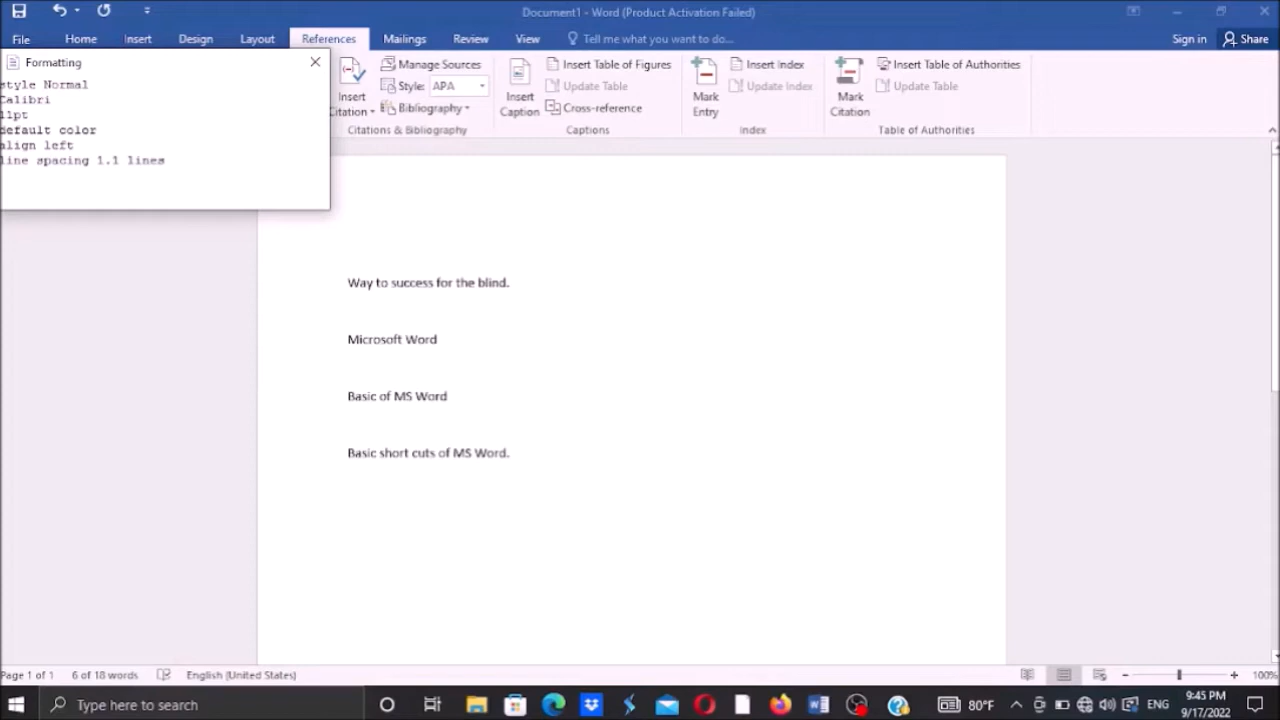 Document1 - Word (Product Activation Failed)
File Home Insert Design Layout References Mailings Review View Tell me what you want to do... Sign in Share
Formatting
style Normal
Calibri
11pt
default color
align left
line spacing 1.1 lines
Insert Citation
Manage Sources
Style: APA
Bibliography
Citations & Bibliography
Insert Caption
Insert Table of Figures
Update Table
Cross-reference
Captions
Mark Entry
Insert Index
Update Index
Index
Mark Citation
Insert Table of Authorities
Update Table
Table of Authorities
Way to success for the blind.
Microsoft Word
Basic of MS Word
Basic short cuts of MS Word.
Page 1 of 1 6 of 18 words English (United States) 100%
Type here to search
80°F
ENG
9:45 PM
9/17/2022